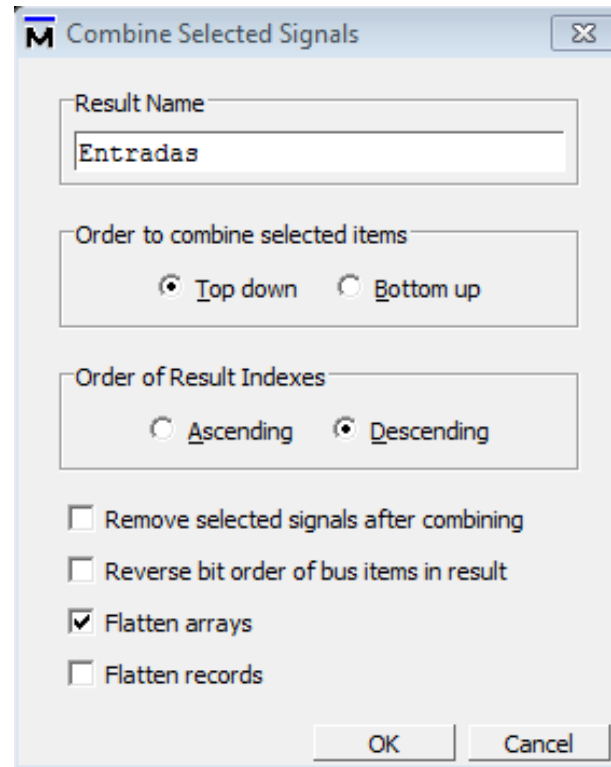 M Combine Selected Signals
Result Name
Entradas
Order to combine selected items
Top down Bottom up
Order of Result Indexes
Ascending Descending
Remove selected signals after combining
Reverse bit order of bus items in result
Flatten arrays
Flatten records
OK Cancel